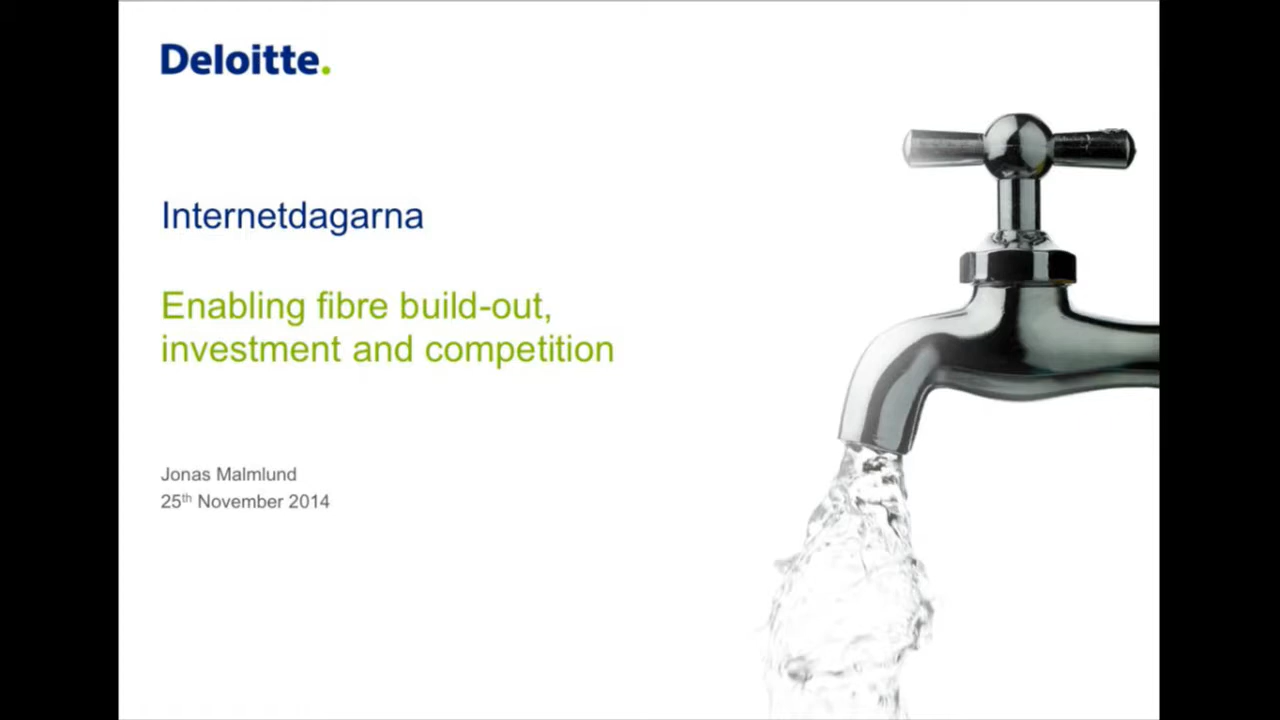 Deloitte.
Internetdagarna
Enabling fibre build-out,
investment and competition
Jonas Malmlund
25th November 2014